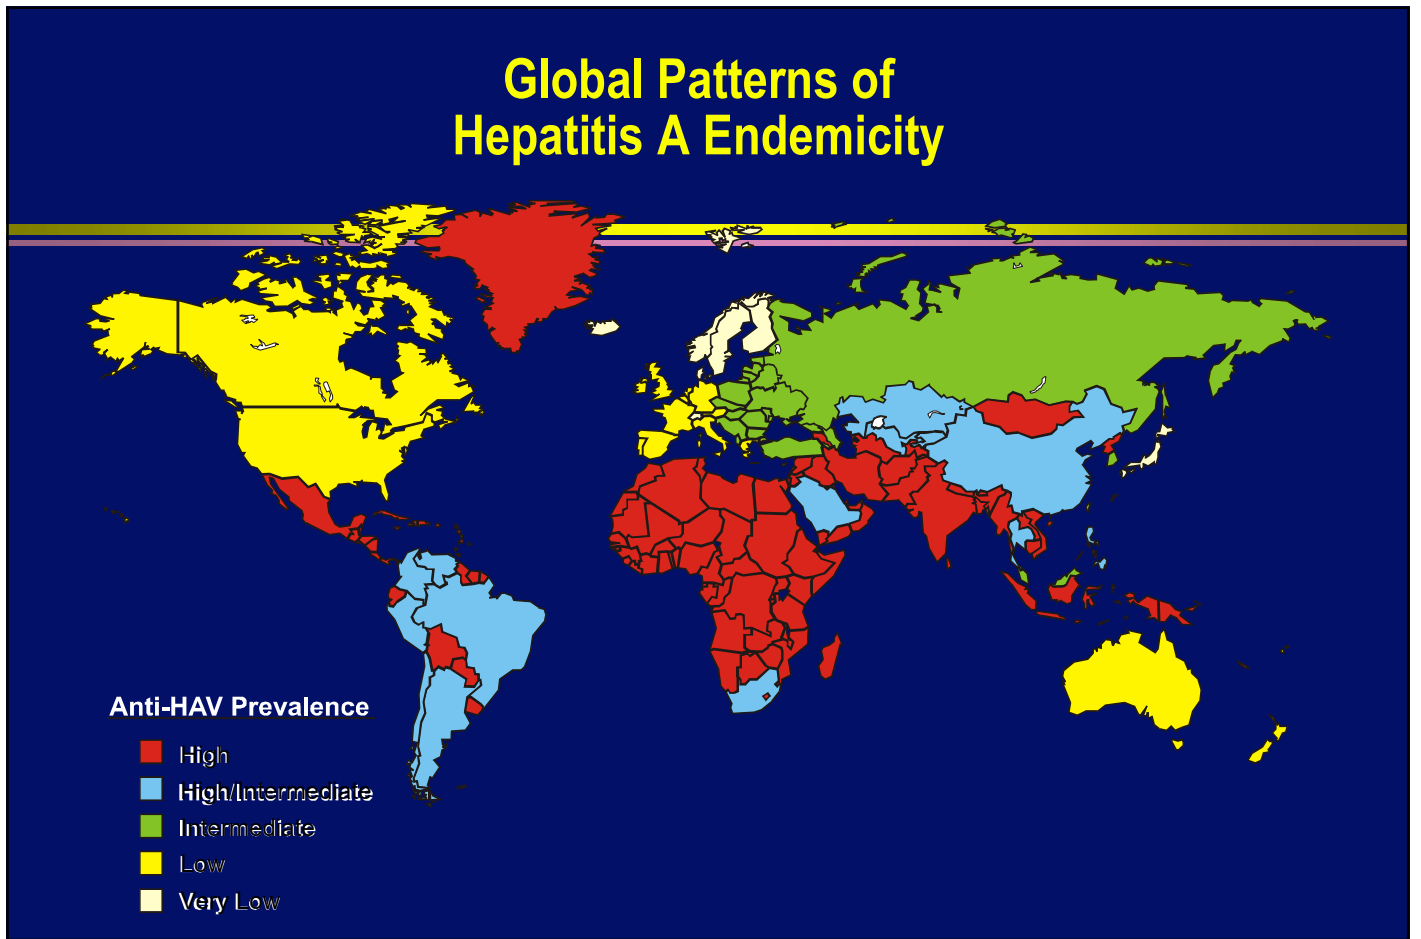 Global Patterns of
Hepatitis A Endemicity
Anti-HAV Prevalence
High
High/Intermediate
Intermediate
Low
Very Low